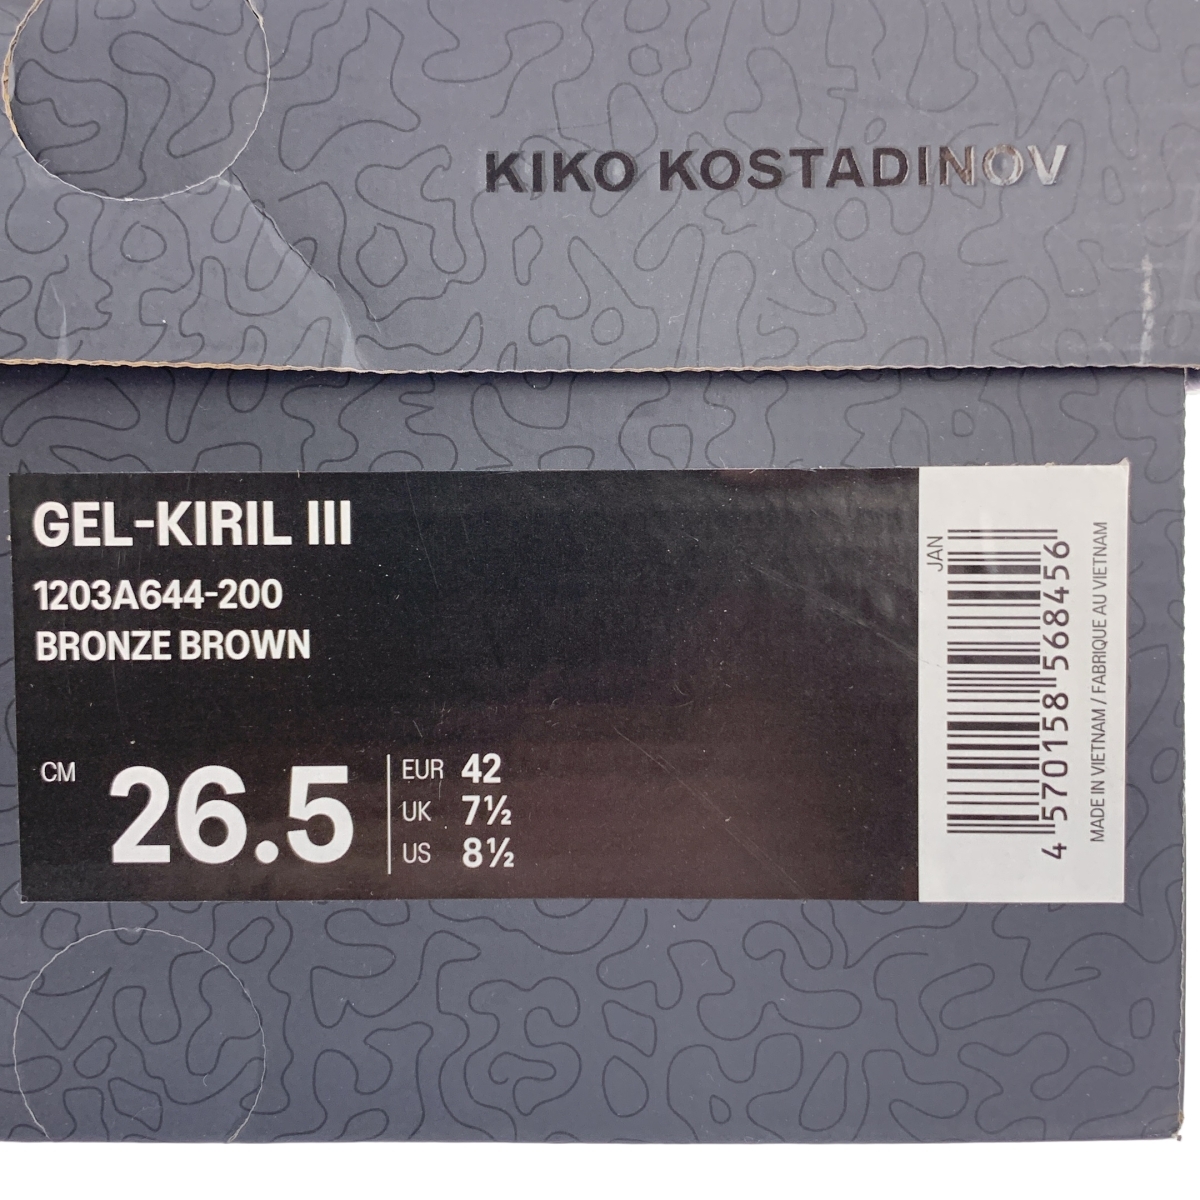 KIKO KOSTADINOV
GEL-KIRIL III
1203A644-200
BRONZE BROWN
CM 26.5
EUR 42
UK 7½
US 8½
JAN
4 570158 568456
MADE IN VIETNAM / FABRIQUE AU VIETNAM